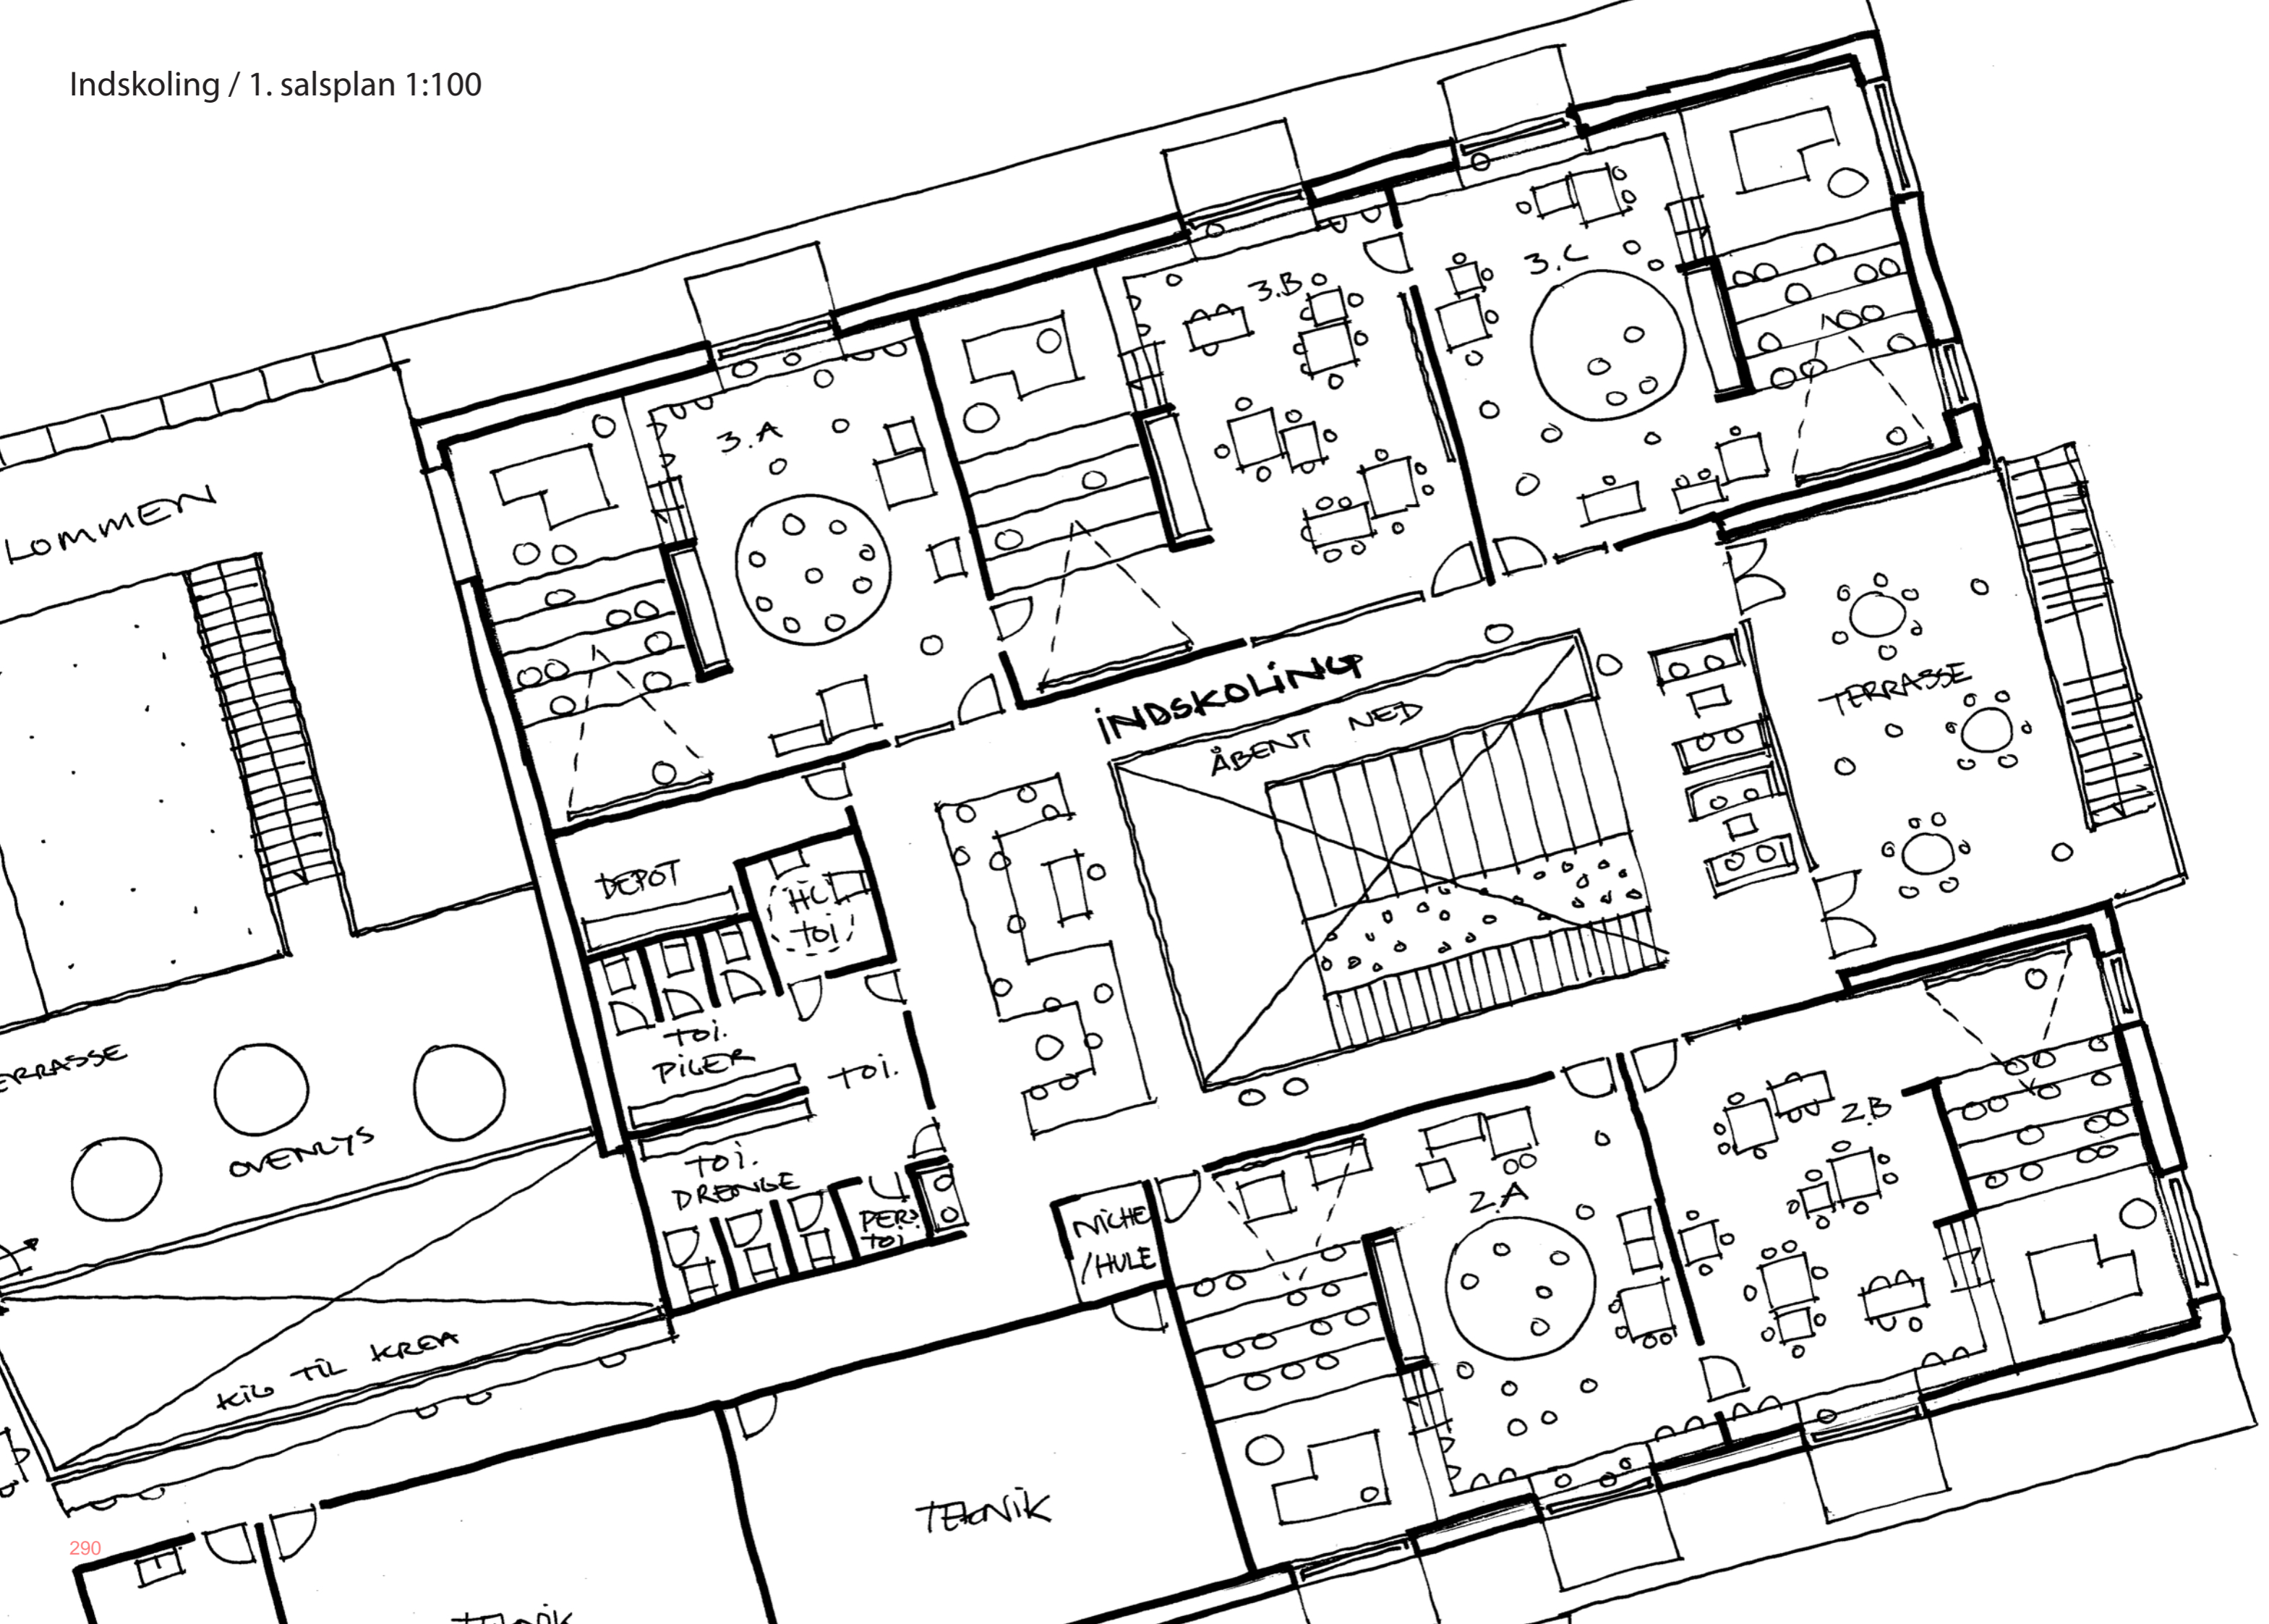 Indskoling / 1. salsplan 1:100
3.C
3.B
3.A
LOMMEN
INDSKOLING
ÅBENT NED
TERRASSE
DEPOT
HC
TOI
TOI.
PIGER
TOI.
TOI.
DRENGE
PERS
TOI
NICHE
/HULE
2.B
2.A
ERRASSE
OVENLYS
KIG TIL KREA
TEKNIK
TEKNIK
290